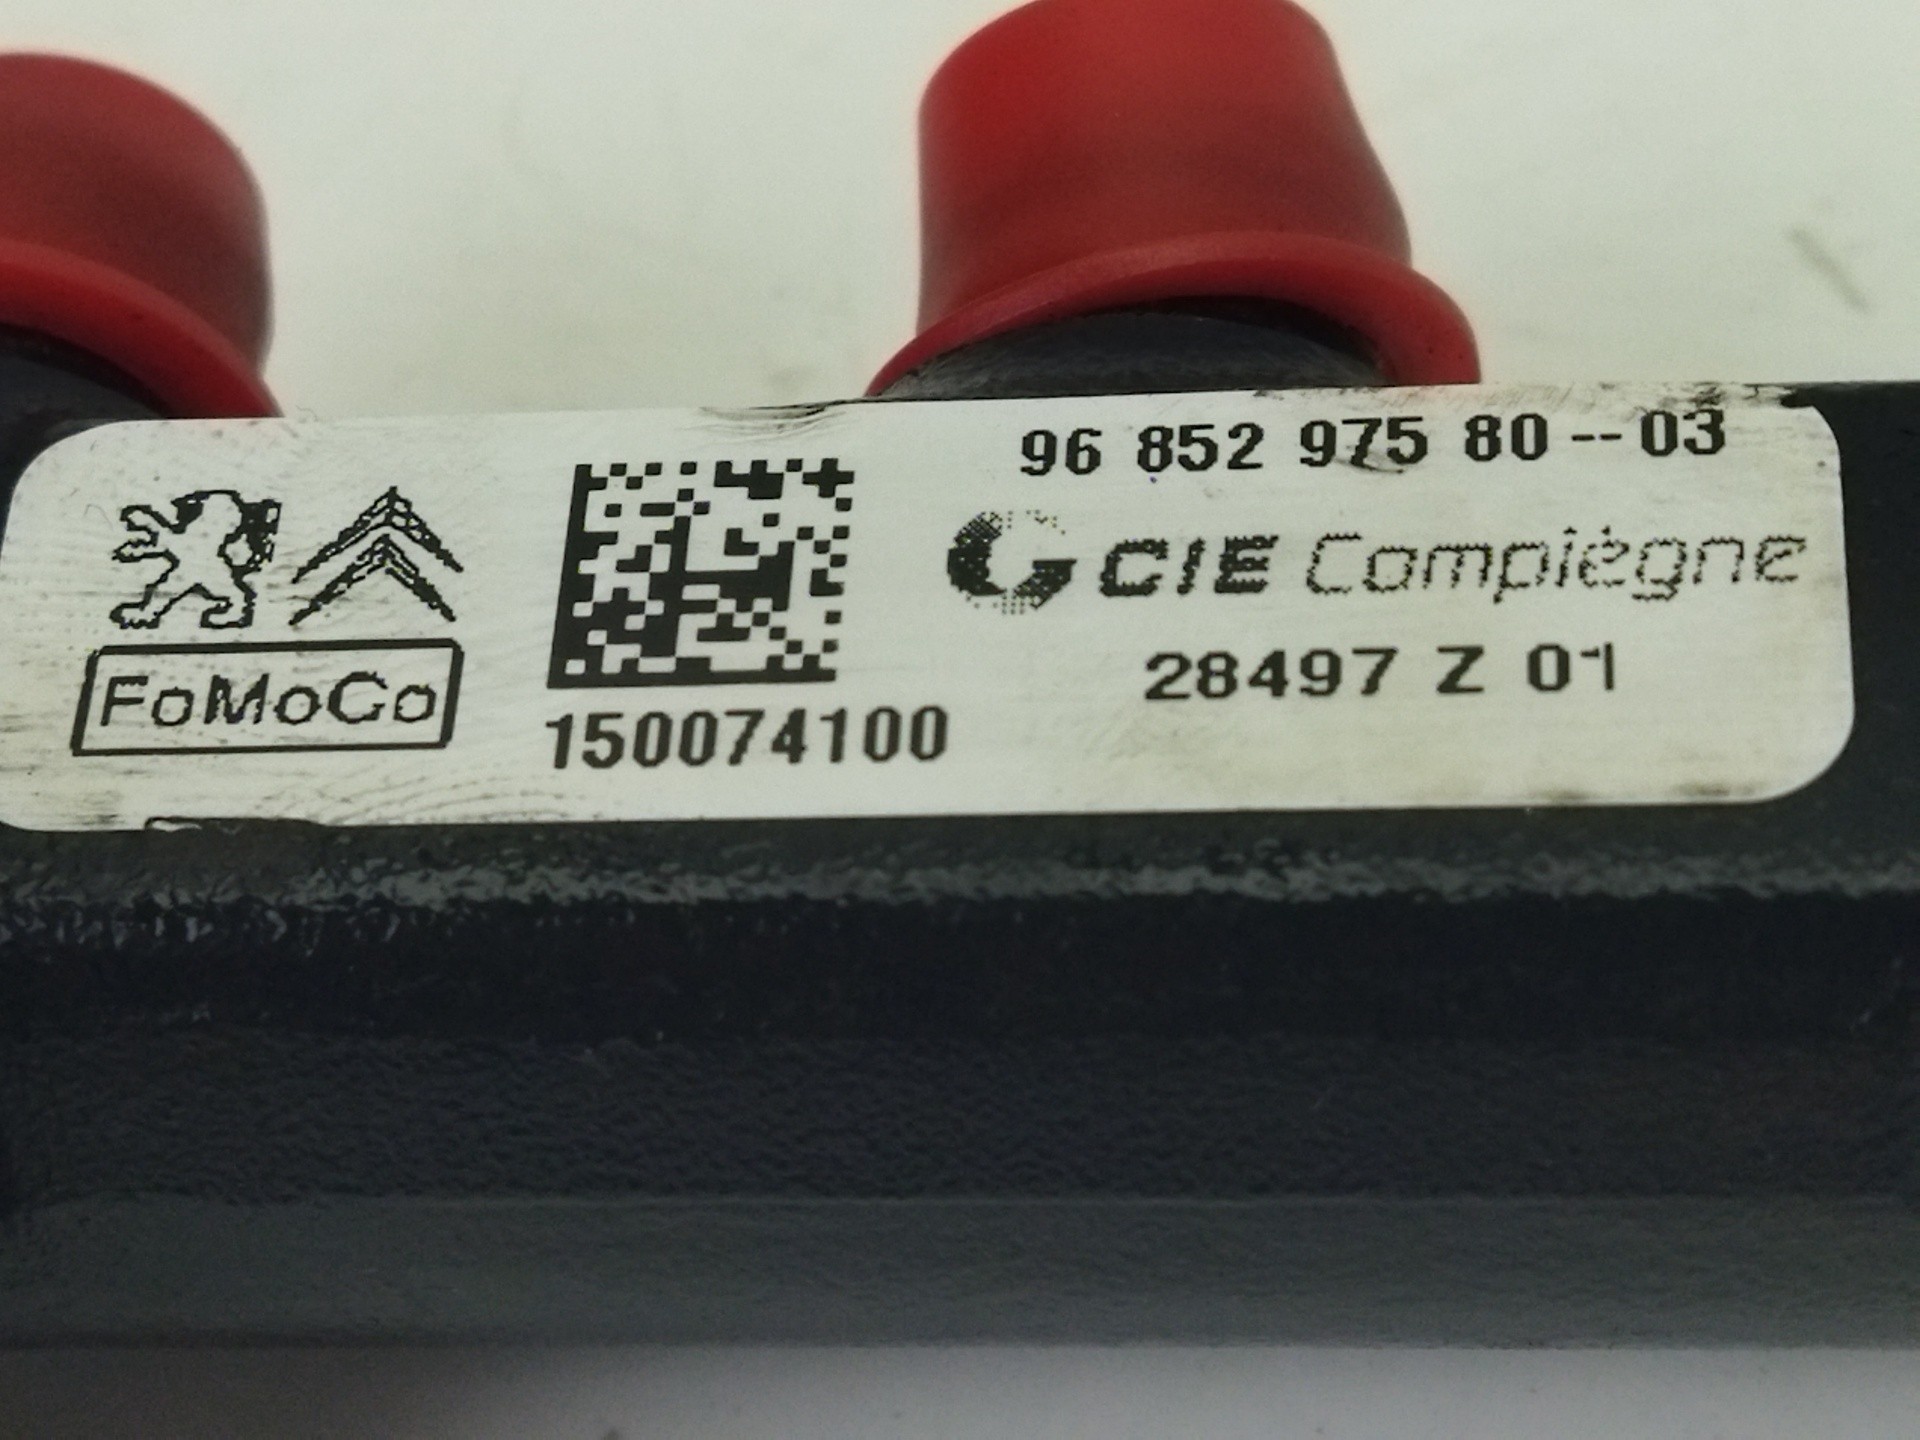 96 852 975 80--03
CIE Compiègne
28497 Z 01
FoMoCo
150074100